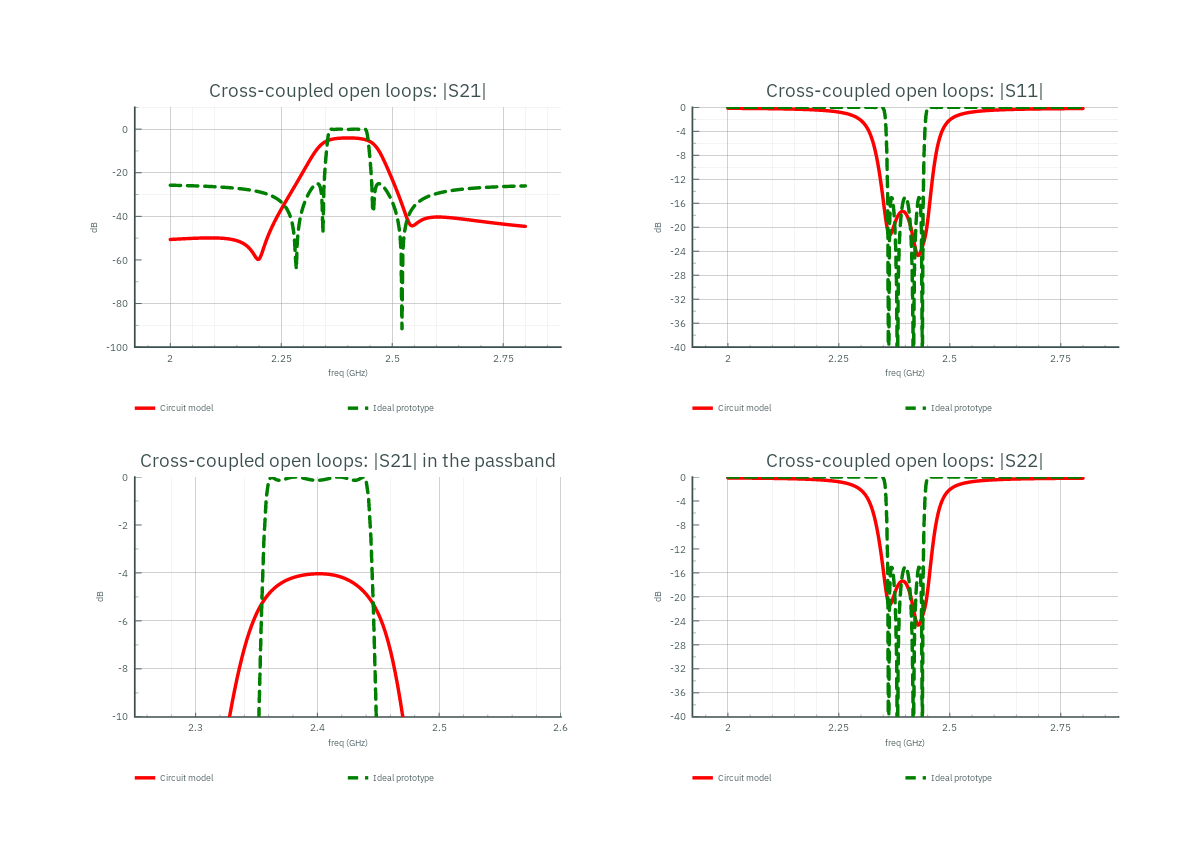 Cross-coupled open loops: |S21|
0
-20
-40
-60
-80
-100
dB
2
2.25
2.5
2.75
freq (GHz)
Circuit model
Ideal prototype
Cross-coupled open loops: |S11|
0
-4
-8
-12
-16
-20
-24
-28
-32
-36
-40
dB
2
2.25
2.5
2.75
freq (GHz)
Circuit model
Ideal prototype
Cross-coupled open loops: |S21| in the passband
0
-2
-4
-6
-8
-10
dB
2.3
2.4
2.5
2.6
freq (GHz)
Circuit model
Ideal prototype
Cross-coupled open loops: |S22|
0
-4
-8
-12
-16
-20
-24
-28
-32
-36
-40
dB
2
2.25
2.5
2.75
freq (GHz)
Circuit model
Ideal prototype